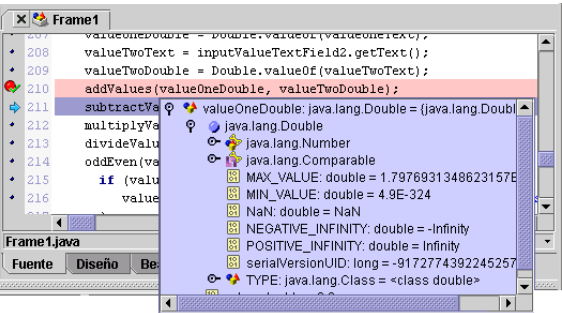 Frame1
207 valueOneDouble = Double.valueOf(valueOneText);
208 valueTwoText = inputValueTextField2.getText();
209 valueTwoDouble = Double.valueOf(valueTwoText);
210 addValues(valueOneDouble, valueTwoDouble);
211 subtractVa
212 multiplyVa
213 divideValu
214 oddEven(va
215 if (valu
216 value
valueOneDouble: java.lang.Double = {java.lang.Doubl
java.lang.Double
java.lang.Number
java.lang.Comparable
MAX_VALUE: double = 1.7976931348623157E
MIN_VALUE: double = 4.9E-324
NaN: double = NaN
NEGATIVE_INFINITY: double = -Infinity
POSITIVE_INFINITY: double = Infinity
serialVersionUID: long = -9172774392245257
TYPE: java.lang.Class = <class double>
Frame1.java
Fuente Diseño Be